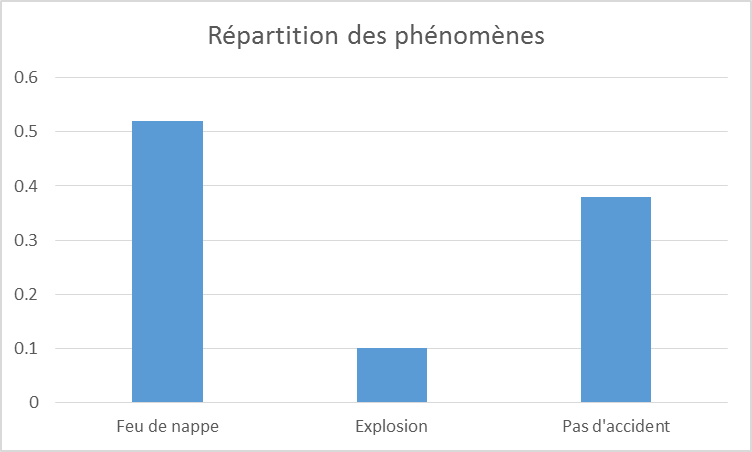 Répartition des phénomènes
0.6
0.5
0.4
0.3
0.2
0.1
0
Feu de nappe
Explosion
Pas d'accident